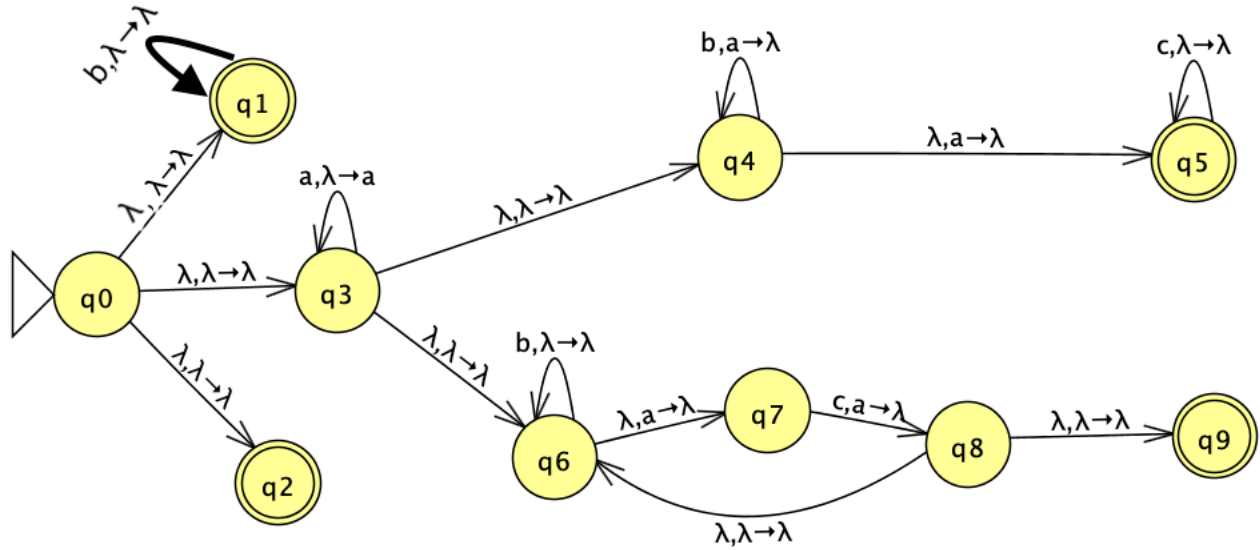 b,λ→λ
q1
λ, λ→λ
a,λ→a
b,a→λ
q4
λ,a→λ
c,λ→λ
q5
λ,λ→λ
q0
λ,λ→λ
q3
λ,λ→λ
q2
λ,λ→λ
b,λ→λ
q6
λ,a→λ
q7
c,a→λ
q8
λ,λ→λ
q9
λ,λ→λ